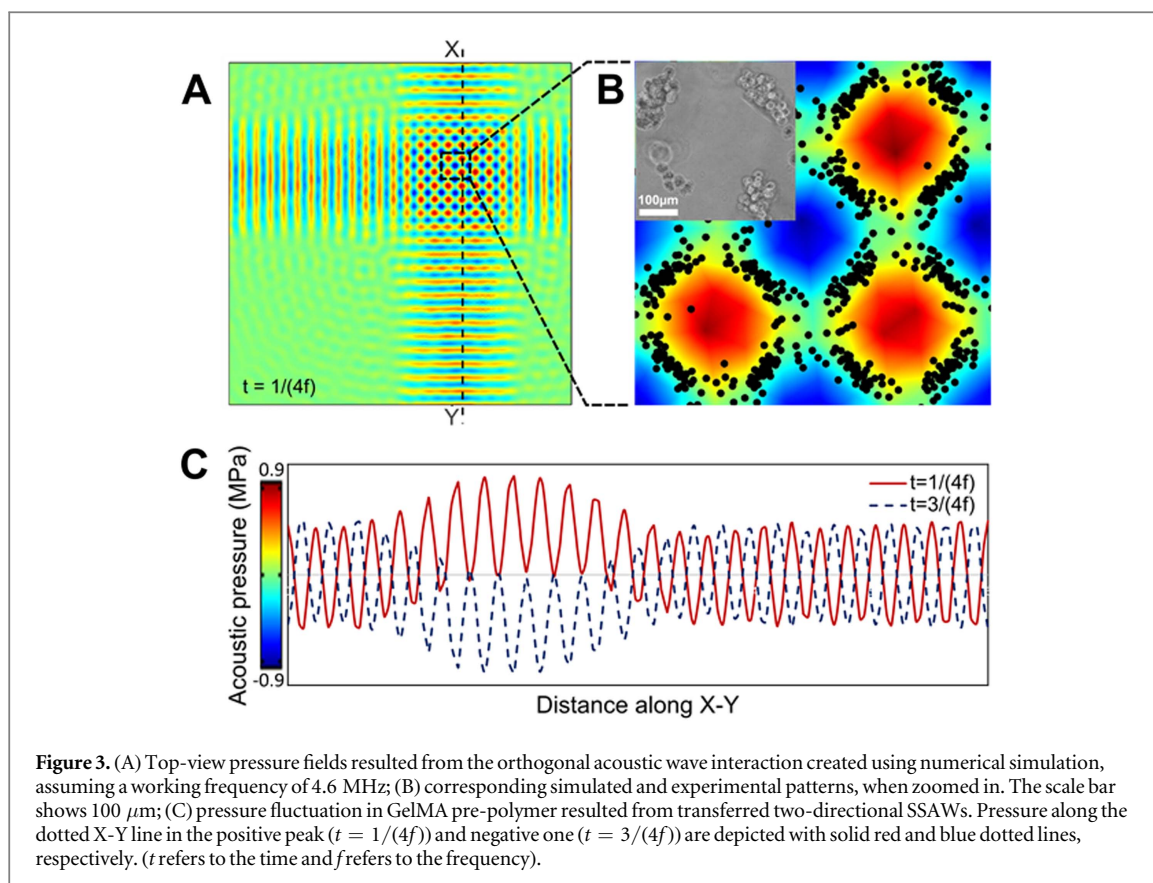 X
A
B
100μm
t = 1/(4f)
Y
C
Acoustic pressure (MPa)
0.9
-0.9
t=1/(4f)
t=3/(4f)
Distance along X-Y
Figure 3. (A) Top-view pressure fields resulted from the orthogonal acoustic wave interaction created using numerical simulation,
assuming a working frequency of 4.6 MHz; (B) corresponding simulated and experimental patterns, when zoomed in. The scale bar
shows 100 μm; (C) pressure fluctuation in GelMA pre-polymer resulted from transferred two-directional SSAWs. Pressure along the
dotted X-Y line in the positive peak (t = 1/(4f)) and negative one (t = 3/(4f)) are depicted with solid red and blue dotted lines,
respectively. (t refers to the time and f refers to the frequency).